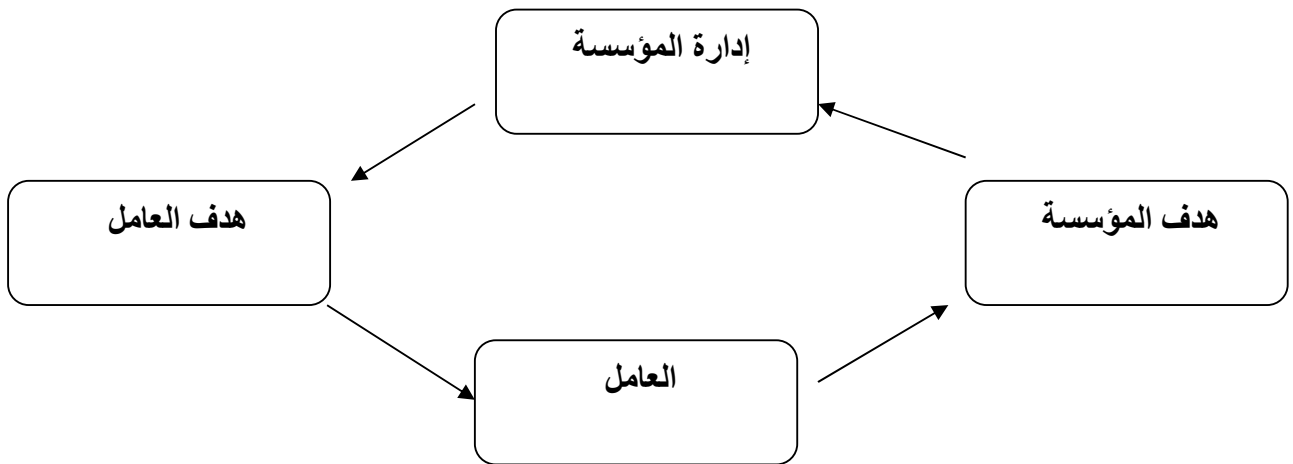 إدارة المؤسسة
هدف المؤسسة
هدف العامل
العامل